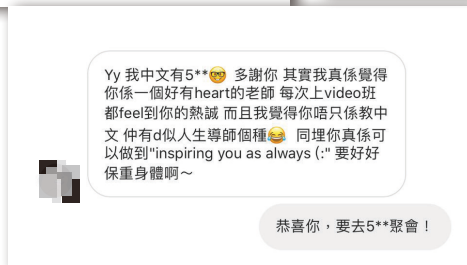 Yy 我中文有5**🤓 多謝你 其實我真係覺得
你係一個好有heart的老師 每次上video班
都feel到你的熱誠 而且我覺得你唔只係教中
文 仲有d似人生導師個種😂 同埋你真係可
以做到"inspiring you as always (:" 要好好
保重身體啊～
恭喜你，要去5**聚會！